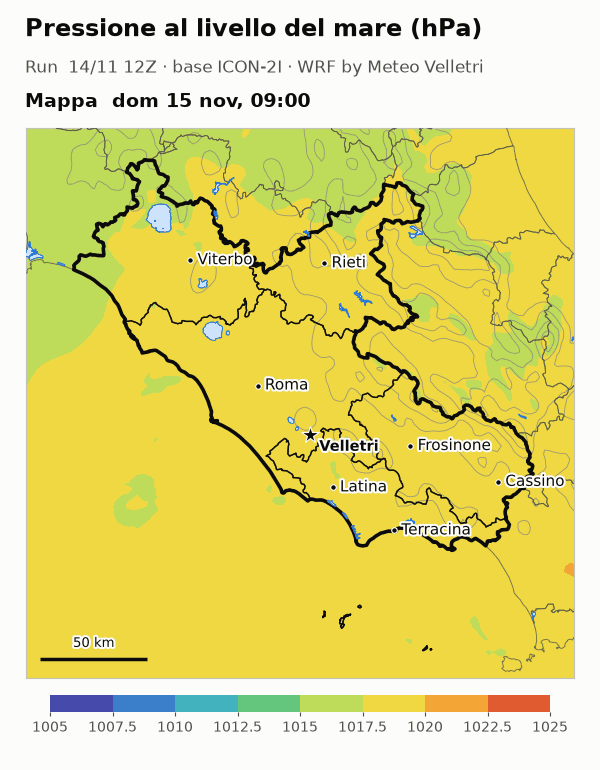 Pressione al livello del mare (hPa)
Run  14/11 12Z · base ICON-2I · WRF by Meteo Velletri
Mappa  dom 15 nov, 09:00
Viterbo
Rieti
Roma
Velletri
Frosinone
Cassino
Latina
Terracina
50 km
1005 1007.5 1010 1012.5 1015 1017.5 1020 1022.5 1025